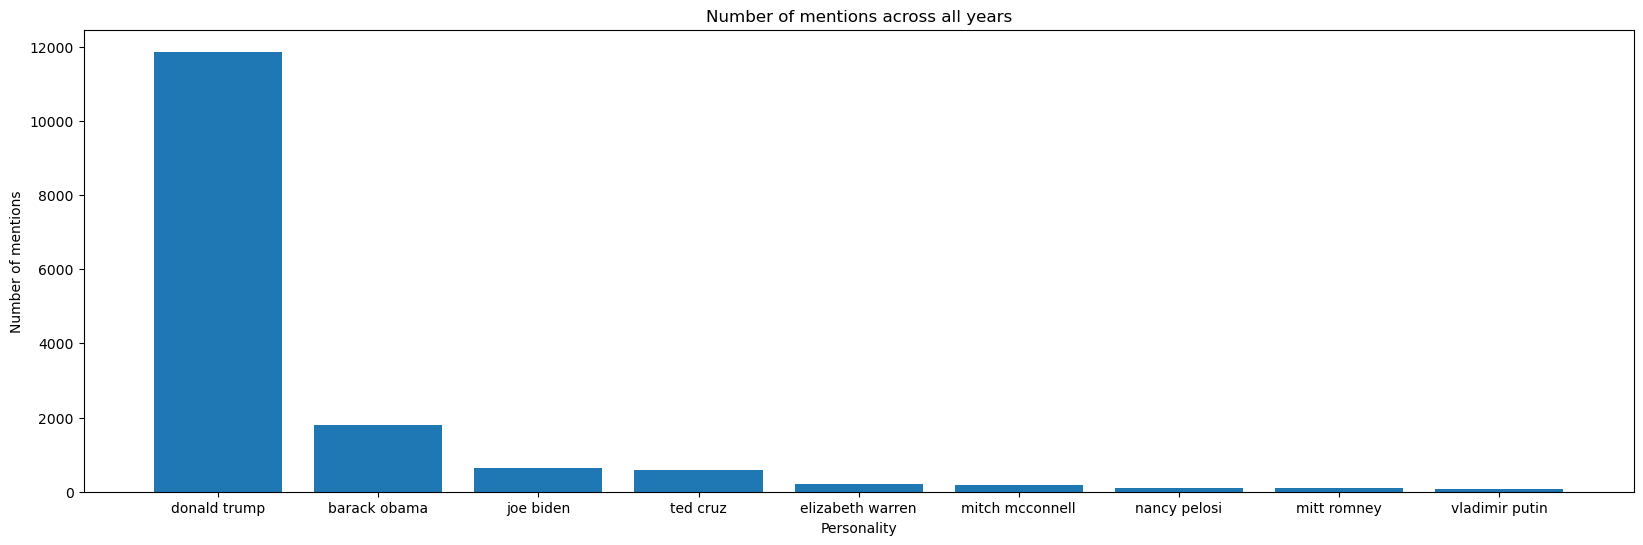 Number of mentions across all years
Number of mentions
12000
10000
8000
6000
4000
2000
0
donald trump barack obama joe biden ted cruz elizabeth warren mitch mcconnell nancy pelosi mitt romney vladimir putin
Personality